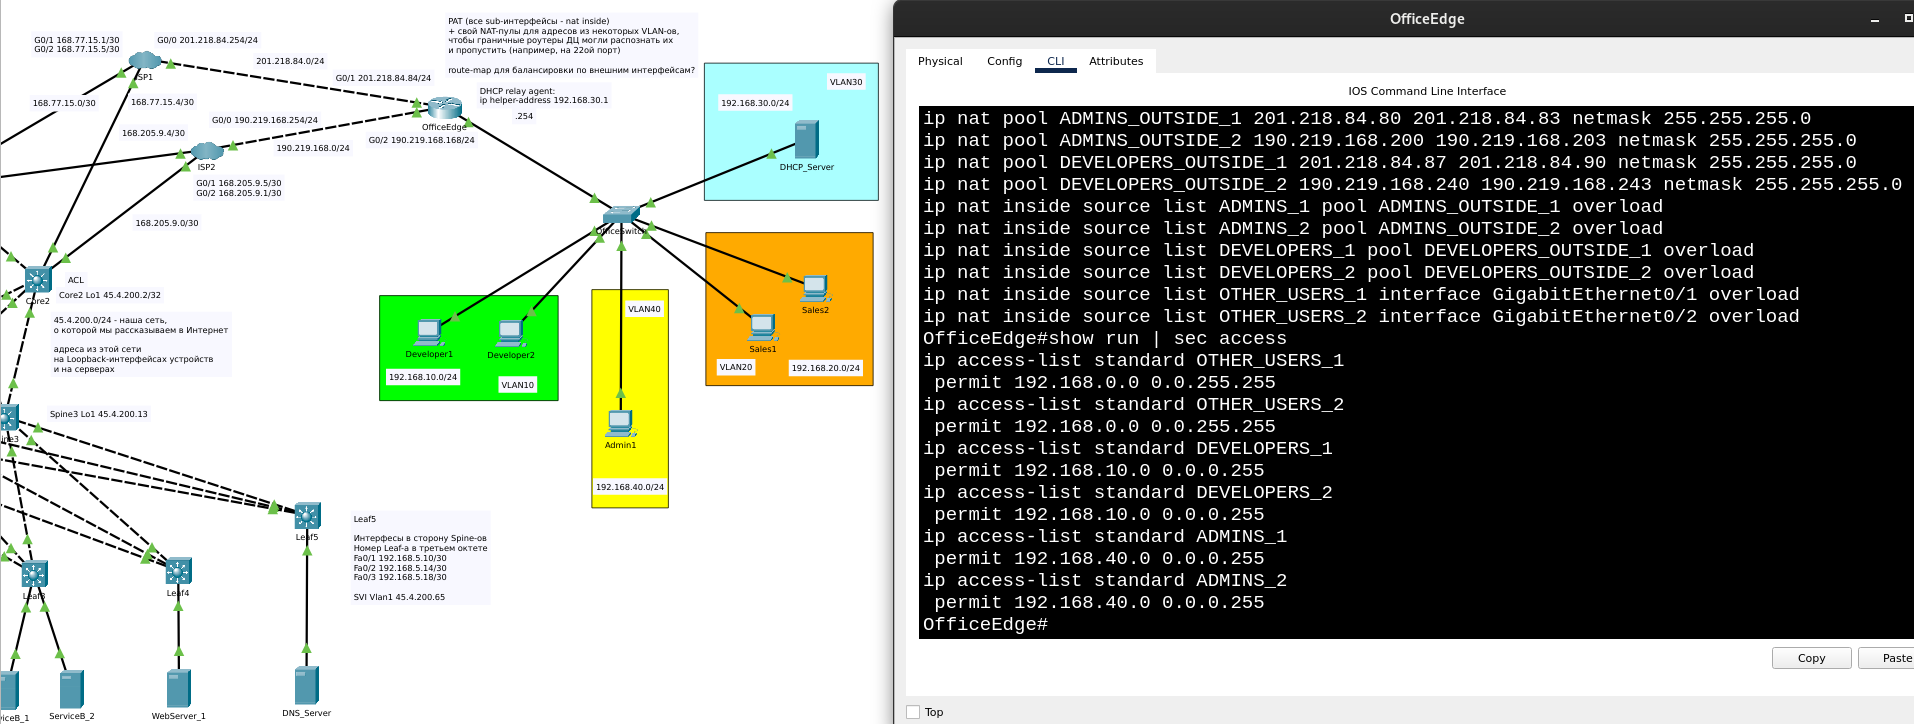 G0/1 168.77.15.1/30
G0/2 168.77.15.5/30
G0/0 201.218.84.254/24
ISP1
201.218.84.0/24
168.77.15.0/30
168.77.15.4/30
G0/1 201.218.84.84/24
PAT (все sub-интерфейсы - nat inside)
+ свой NAT-пулы для адресов из некоторых VLAN-ов,
чтобы граничные роутеры ДЦ могли распознать их
и пропустить (например, на 22ой порт)
route-map для балансировки по внешним интерфейсам?
DHCP relay agent:
ip helper-address 192.168.30.1
.254
OfficeEdge
G0/0 190.219.168.254/24
168.205.9.4/30
G0/2 190.219.168.168/24
190.219.168.0/24
ISP2
G0/1 168.205.9.5/30
G0/2 168.205.9.1/30
168.205.9.0/30
VLAN30
192.168.30.0/24
DHCP_Server
OfficeSwitch
ACL
Core2
Core2 Lo1 45.4.200.2/32
45.4.200.0/24 - наша сеть,
о которой мы рассказываем в Интернет
адреса из этой сети
на Loopback-интерфейсах устройств
и на серверах
Developer1
Developer2
192.168.10.0/24
VLAN10
VLAN40
Admin1
192.168.40.0/24
Sales2
Sales1
VLAN20
192.168.20.0/24
Spine3 Lo1 45.4.200.13
ine3
Leaf5
Leaf5
Интерфесы в сторону Spine-ов
Номер Leaf-а в третьем октете
Fa0/1 192.168.5.10/30
Fa0/2 192.168.5.14/30
Fa0/3 192.168.5.18/30
SVI Vlan1 45.4.200.65
Leaf3
Leaf4
viceB_1
ServiceB_2
WebServer_1
DNS_Server
OfficeEdge
Physical
Config
CLI
Attributes
IOS Command Line Interface
ip nat pool ADMINS_OUTSIDE_1 201.218.84.80 201.218.84.83 netmask 255.255.255.0
ip nat pool ADMINS_OUTSIDE_2 190.219.168.200 190.219.168.203 netmask 255.255.255.0
ip nat pool DEVELOPERS_OUTSIDE_1 201.218.84.87 201.218.84.90 netmask 255.255.255.0
ip nat pool DEVELOPERS_OUTSIDE_2 190.219.168.240 190.219.168.243 netmask 255.255.255.0
ip nat inside source list ADMINS_1 pool ADMINS_OUTSIDE_1 overload
ip nat inside source list ADMINS_2 pool ADMINS_OUTSIDE_2 overload
ip nat inside source list DEVELOPERS_1 pool DEVELOPERS_OUTSIDE_1 overload
ip nat inside source list DEVELOPERS_2 pool DEVELOPERS_OUTSIDE_2 overload
ip nat inside source list OTHER_USERS_1 interface GigabitEthernet0/1 overload
ip nat inside source list OTHER_USERS_2 interface GigabitEthernet0/2 overload
OfficeEdge#show run | sec access
ip access-list standard OTHER_USERS_1
permit 192.168.0.0 0.0.255.255
ip access-list standard OTHER_USERS_2
permit 192.168.0.0 0.0.255.255
ip access-list standard DEVELOPERS_1
permit 192.168.10.0 0.0.0.255
ip access-list standard DEVELOPERS_2
permit 192.168.10.0 0.0.0.255
ip access-list standard ADMINS_1
permit 192.168.40.0 0.0.0.255
ip access-list standard ADMINS_2
permit 192.168.40.0 0.0.0.255
OfficeEdge#
Copy
Paste
Top